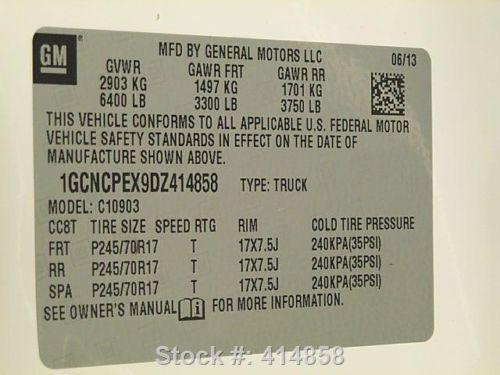 GM
MFD BY GENERAL MOTORS LLC 06/13
GVWR GAWR FRT GAWR RR
2903 KG 1497 KG 1701 KG
6400 LB 3300 LB 3750 LB
THIS VEHICLE CONFORMS TO ALL APPLICABLE U.S. FEDERAL MOTOR
VEHICLE SAFETY STANDARDS IN EFFECT ON THE DATE OF
MANUFACTURE SHOWN ABOVE.
1GCNCPEX9DZ414858 TYPE: TRUCK
MODEL: C10903
CC8T TIRE SIZE SPEED RTG RIM COLD TIRE PRESSURE
FRT P245/70R17 T 17X7.5J 240KPA(35PSI)
RR P245/70R17 T 17X7.5J 240KPA(35PSI)
SPA P245/70R17 T 17X7.5J 240KPA(35PSI)
SEE OWNER'S MANUAL i FOR MORE INFORMATION.
Stock #: 414858